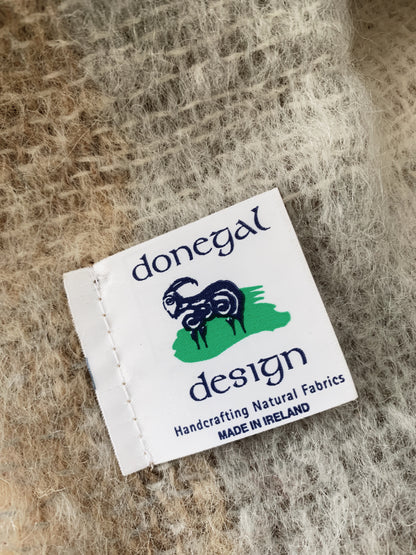 donegal
design
Handcrafting Natural Fabrics
MADE IN IRELAND